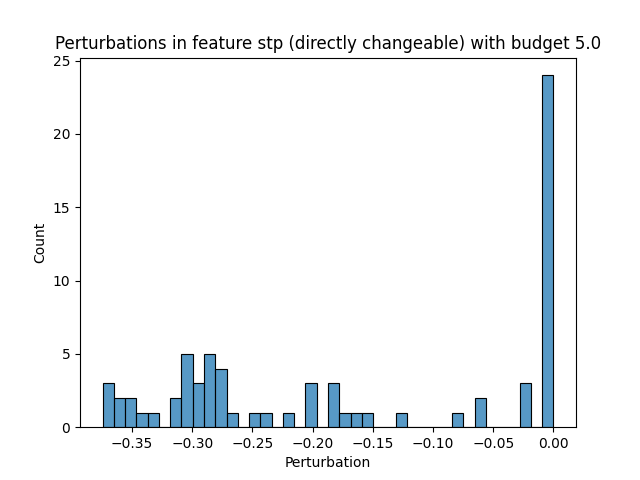 Perturbations in feature stp (directly changeable) with budget 5.0
25
20
15
10
5
0
Count
−0.35 −0.30 −0.25 −0.20 −0.15 −0.10 −0.05 0.00
Perturbation